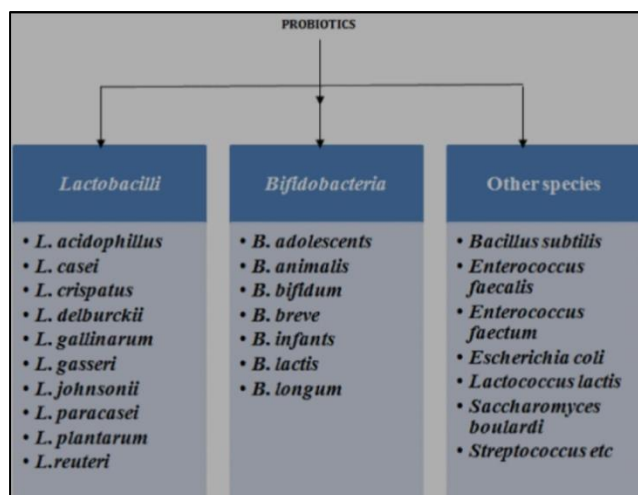 PROBIOTICS
Lactobacilli
• L. acidophillus
• L. casei
• L. crispatus
• L. delburckii
• L. gallinarum
• L. gasseri
• L. johnsonii
• L. paracasei
• L. plantarum
• L.reuteri
Bifidobacteria
• B. adolescents
• B. animalis
• B. bifidum
• B. breve
• B. infants
• B. lactis
• B. longum
Other species
• Bacillus subtilis
• Enterococcus
faecalis
• Enterococcus
faectum
• Escherichia coli
• Lactococcus lactis
• Saccharomyces
boulardi
• Streptococcus etc